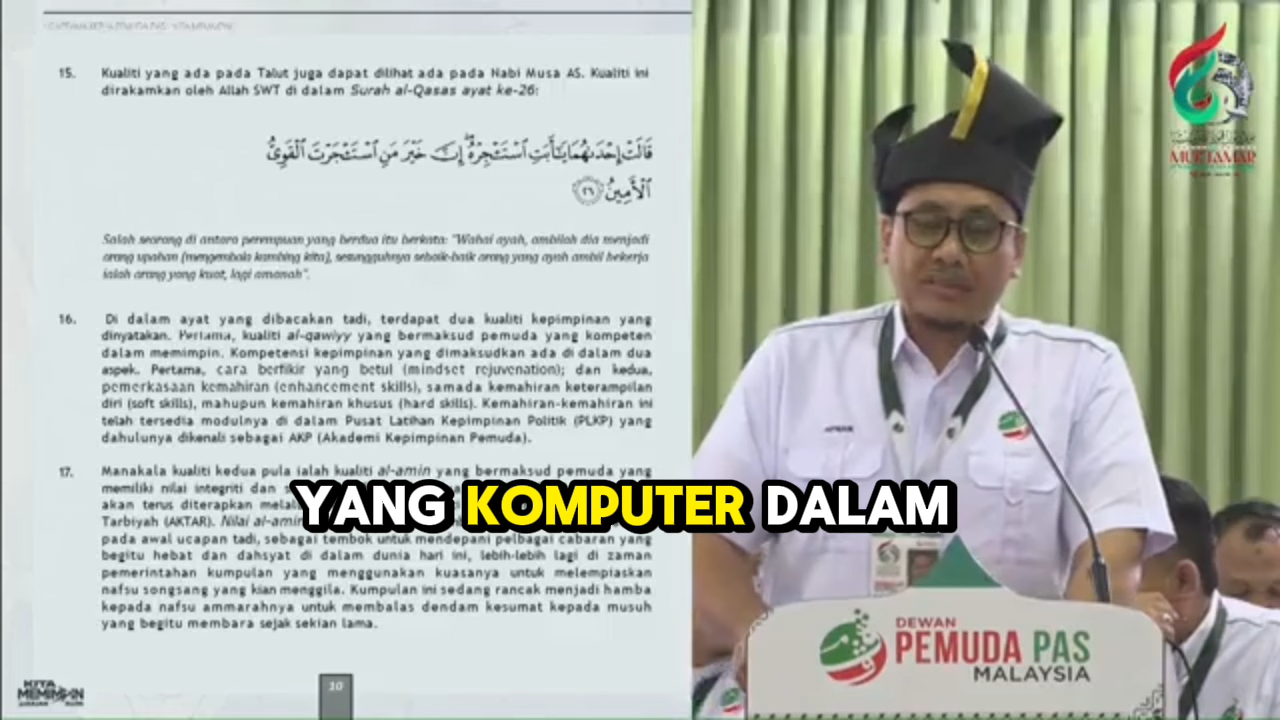 15. Kualiti yang ada pada Talut juga dapat dilihat ada pada Nabi Musa AS. Kualiti ini
dirakamkan oleh Allah SWT di dalam Surah al-Qasas ayat ke-26:
قَالَتْ إِحْدَىٰهُمَا يَـٰٓأَبَتِ ٱسْتَـْٔجِرْهُ ۖ إِنَّ خَيْرَ مَنِ ٱسْتَـْٔجَرْتَ ٱلْقَوِىُّ
ٱلْأَمِينُ ٢٦
Salah seorang di antara perempuan yang berdua itu berkata: "Wahai ayah, ambilah dia menjadi
orang upahan (mengembala kambing kita), sesungguhnya sebaik-baik orang yang ayah ambil bekerja
ialah orang yang kuat, lagi amanah".
16. Di dalam ayat yang dibacakan tadi, terdapat dua kualiti kepimpinan yang
dinyatakan. Pertama, kualiti al-qawiyy yang bermaksud pemuda yang kompeten
dalam memimpin. Kompetensi kepimpinan yang dimaksudkan ada di dalam dua
aspek. Pertama, cara berfikir yang betul (mindset rejuvenation); dan kedua,
pemerkasaan kemahiran (enhancement skills), samada kemahiran keterampilan
diri (soft skills), mahupun kemahiran khusus (hard skills). Kemahiran-kemahiran ini
telah tersedia modulnya di dalam Pusat Latihan Kepimpinan Politik (PLKP) yang
dahulunya dikenali sebagai AKP (Akademi Kepimpinan Pemuda).
17. Manakala kualiti kedua pula ialah kualiti al-amin yang bermaksud pemuda yang
memiliki nilai integriti dan
akan terus diterapkan
Tarbiyah (AKTAR). Nilai al-amin
pada awal ucapan tadi, sebagai tembok untuk mendepani pelbagai cabaran yang
begitu hebat dan dahsyat di dalam dunia hari ini, lebih-lebih lagi di zaman
pemerintahan kumpulan yang menggunakan kuasanya untuk melempiaskan
nafsu songsang yang kian menggila. Kumpulan ini sedang rancak menjadi hamba
kepada nafsu ammarahnya untuk membalas dendam kesumat kepada musuh
yang begitu membara sejak sekian lama.
KITA
MEMIMPIN
10
YANG KOMPUTER DALAM
MUKTAMAR
DEWAN
PEMUDA PAS
MALAYSIA